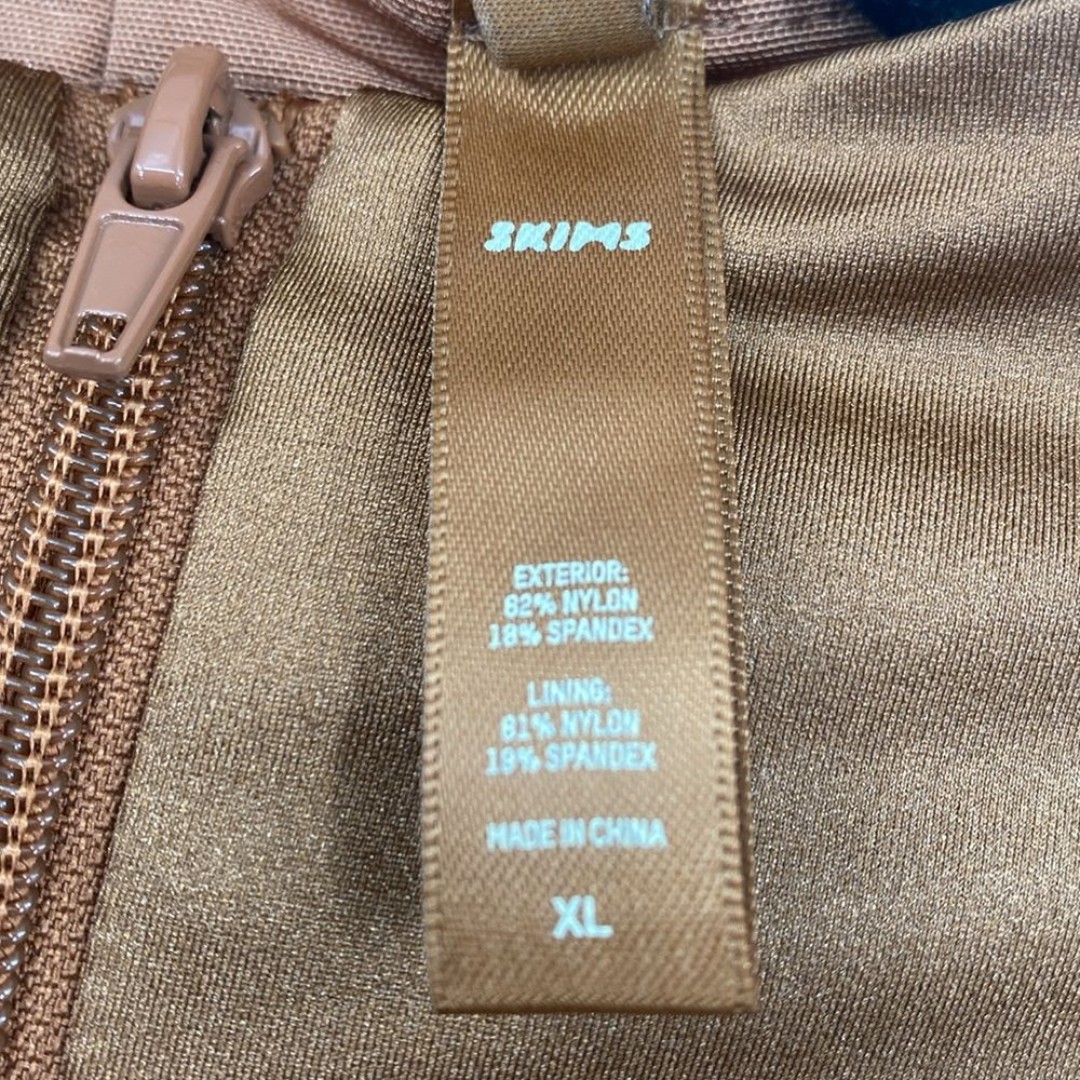 SKIMS
EXTERIOR:
82% NYLON
18% SPANDEX
LINING:
81% NYLON
19% SPANDEX
MADE IN CHINA
XL